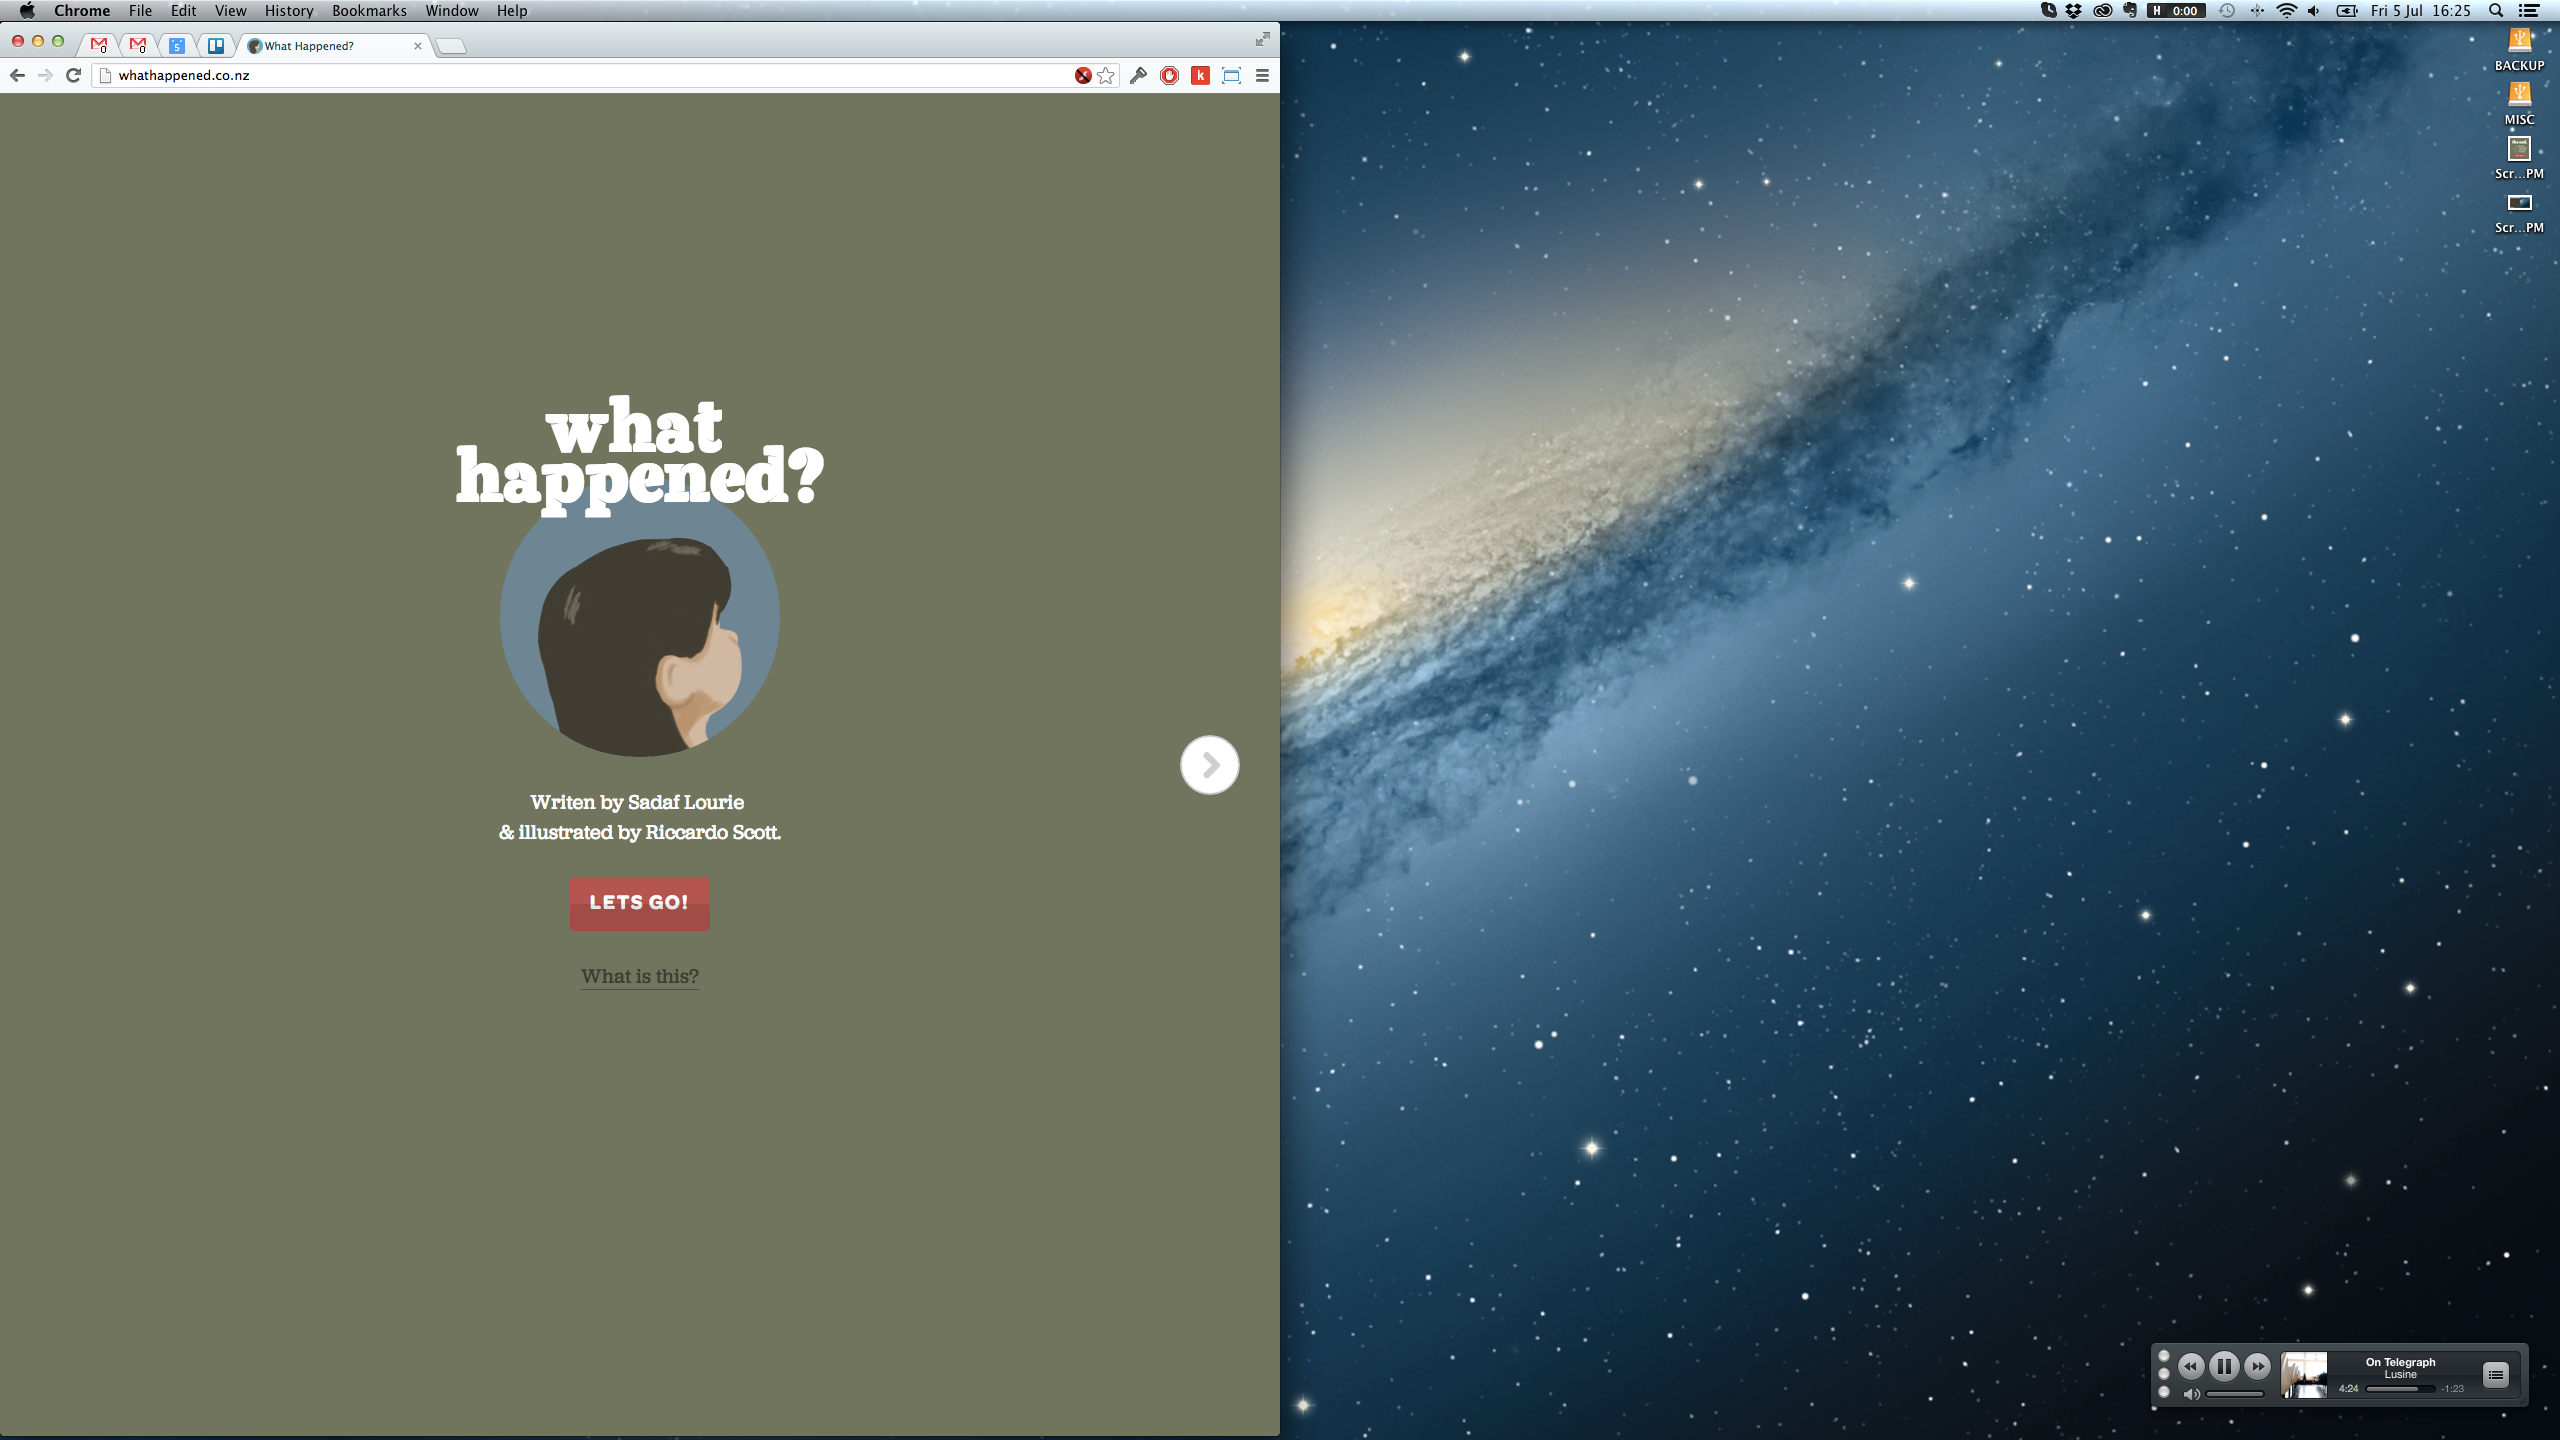 Chrome File Edit View History Bookmarks Window Help
H 0:00 Fri 5 Jul 16:25
What Happened?
whathappened.co.nz
k
what
happened?
Writen by Sadaf Lourie
& illustrated by Riccardo Scott.
LETS GO!
What is this?
BACKUP
MISC
Scr...PM
Scr...PM
On Telegraph
Lusine
4:24 -1:23